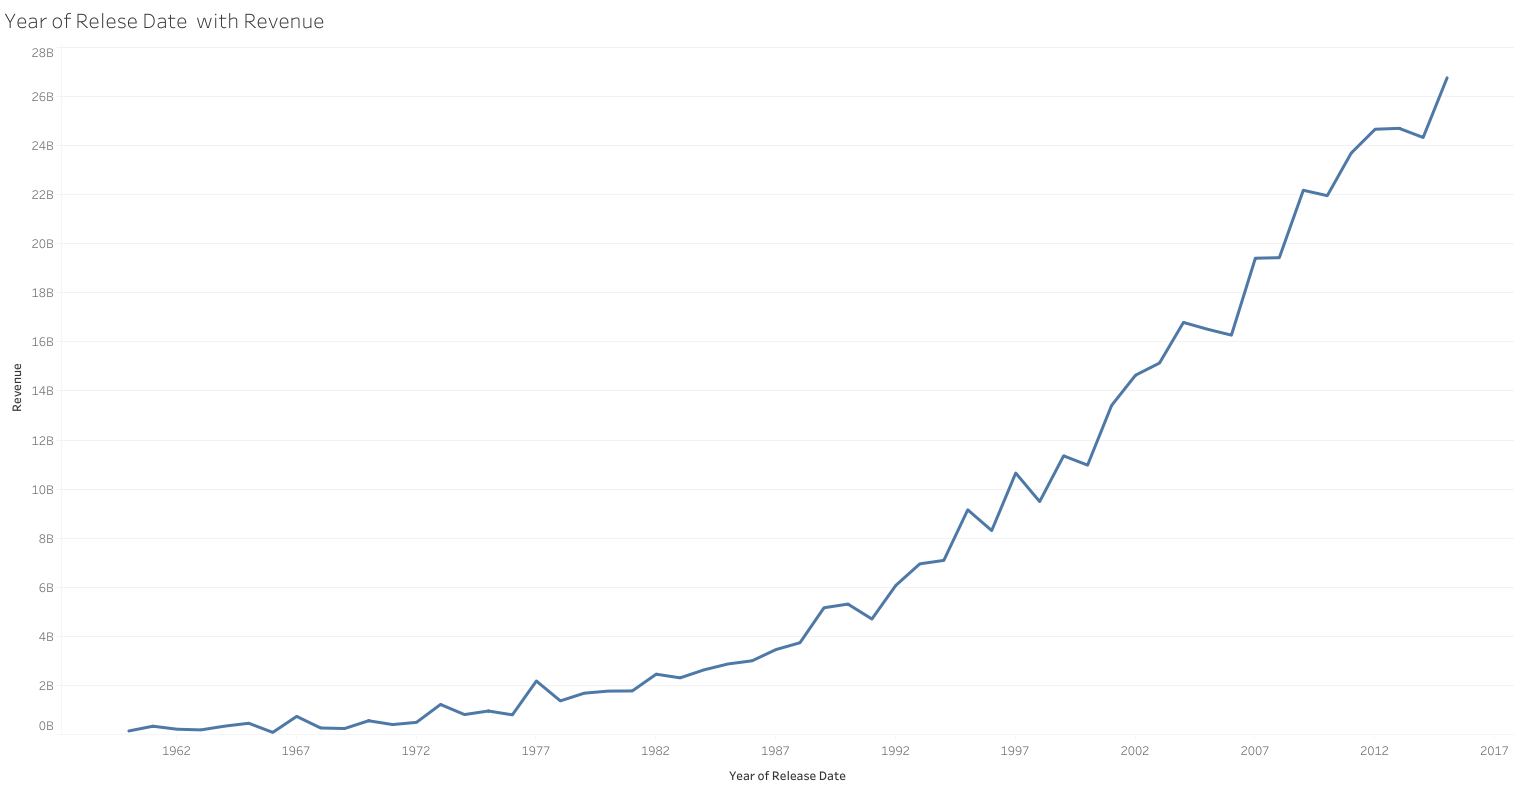 Year of Relese Date  with Revenue
28B
26B
24B
22B
20B
18B
16B
14B
12B
10B
8B
6B
4B
2B
0B
Revenue
1962 1967 1972 1977 1982 1987 1992 1997 2002 2007 2012 2017
Year of Release Date